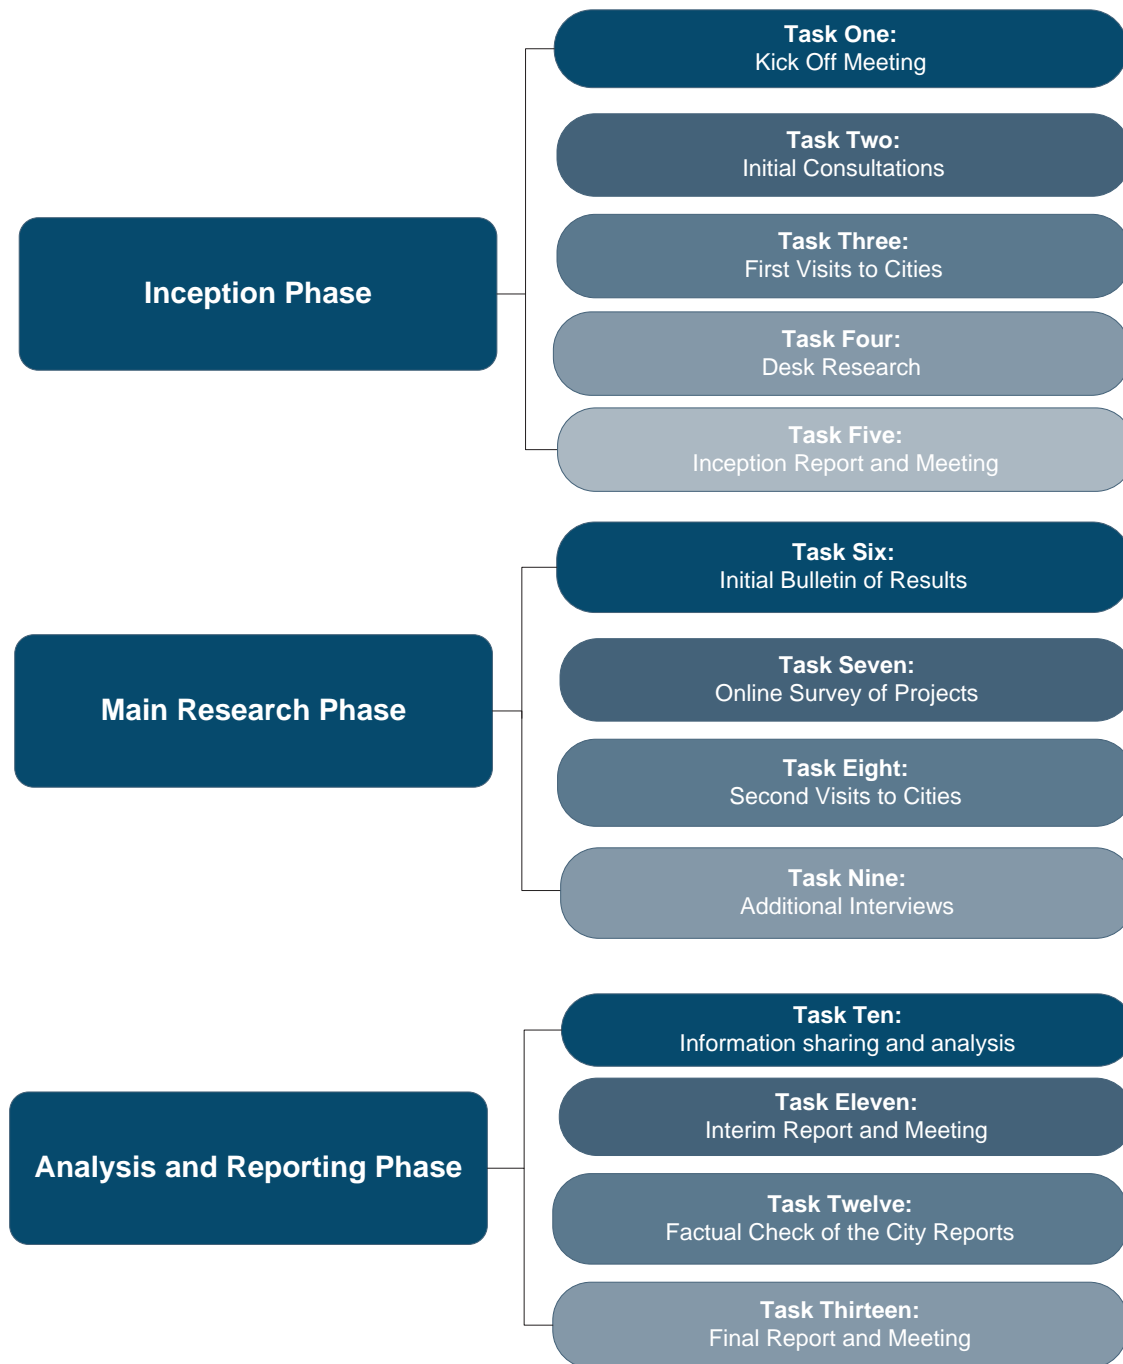 Inception Phase
Task One:
Kick Off Meeting
Task Two:
Initial Consultations
Task Three:
First Visits to Cities
Task Four:
Desk Research
Task Five:
Inception Report and Meeting
Main Research Phase
Task Six:
Initial Bulletin of Results
Task Seven:
Online Survey of Projects
Task Eight:
Second Visits to Cities
Task Nine:
Additional Interviews
Analysis and Reporting Phase
Task Ten:
Information sharing and analysis
Task Eleven:
Interim Report and Meeting
Task Twelve:
Factual Check of the City Reports
Task Thirteen:
Final Report and Meeting